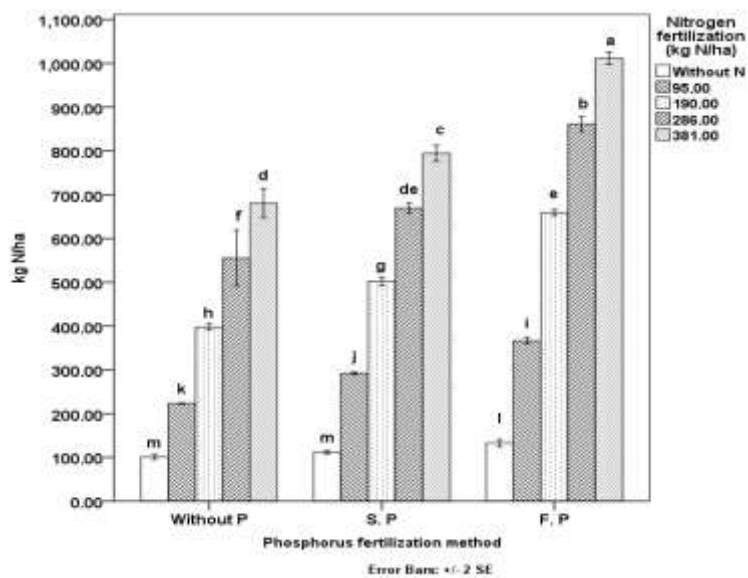 1,100.00
1,000.00
900.00
800.00
700.00
600.00
500.00
400.00
300.00
200.00
100.00
0.00
kg N/ha
m
k
h
f
d
m
j
g
de
c
l
i
e
b
a
Without P
S. P
F. P
Phosphorus fertilization method
Error Bars: +/- 2 SE
Nitrogen
fertilization
(kg N/ha)
Without N
95.00
190.00
286.00
381.00